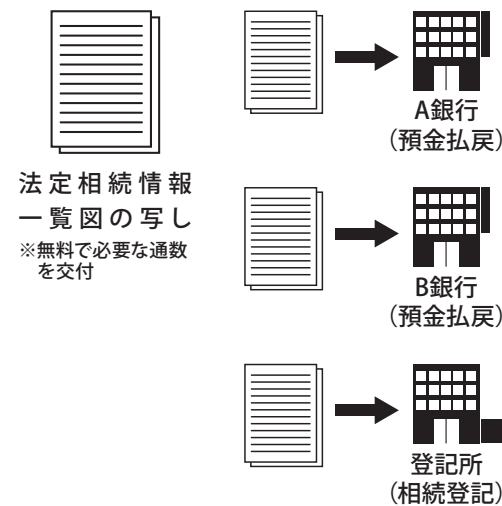 法定相続情報
一覧図の写し
※無料で必要な通数
を交付
A銀行
（預金払戻）
B銀行
（預金払戻）
登記所
（相続登記）